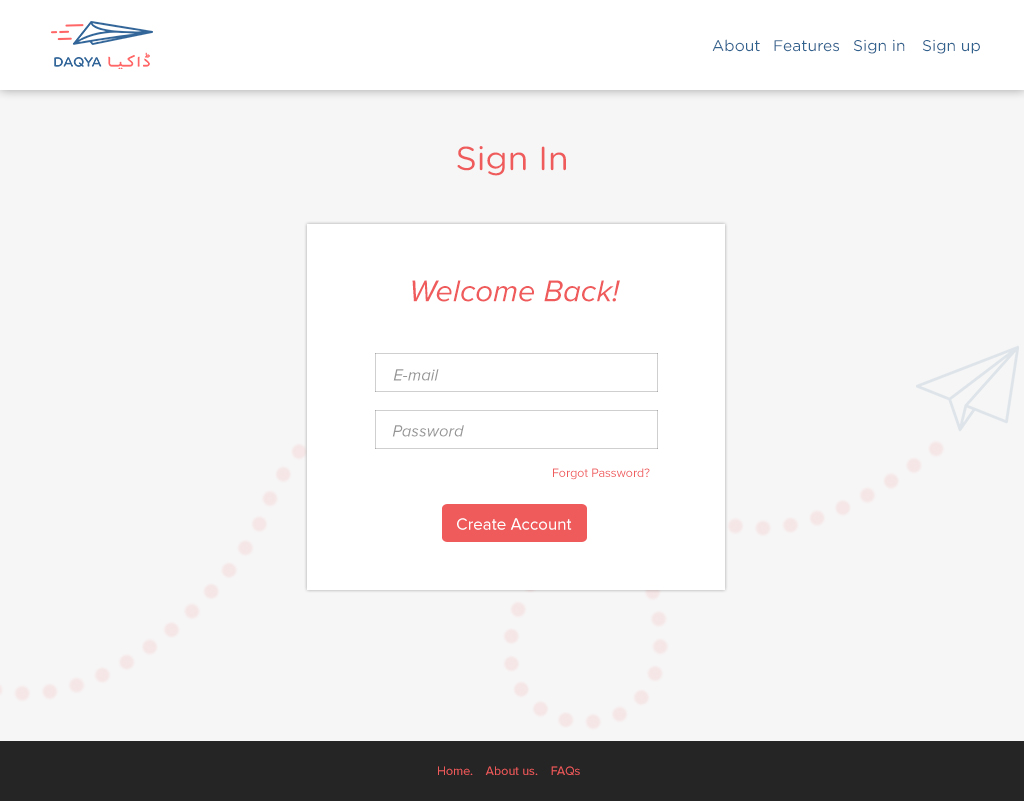 DAQYA ڈاکیا
About Features Sign in Sign up
Sign In
Welcome Back!
E-mail
Password
Forgot Password?
Create Account
Home. About us. FAQs